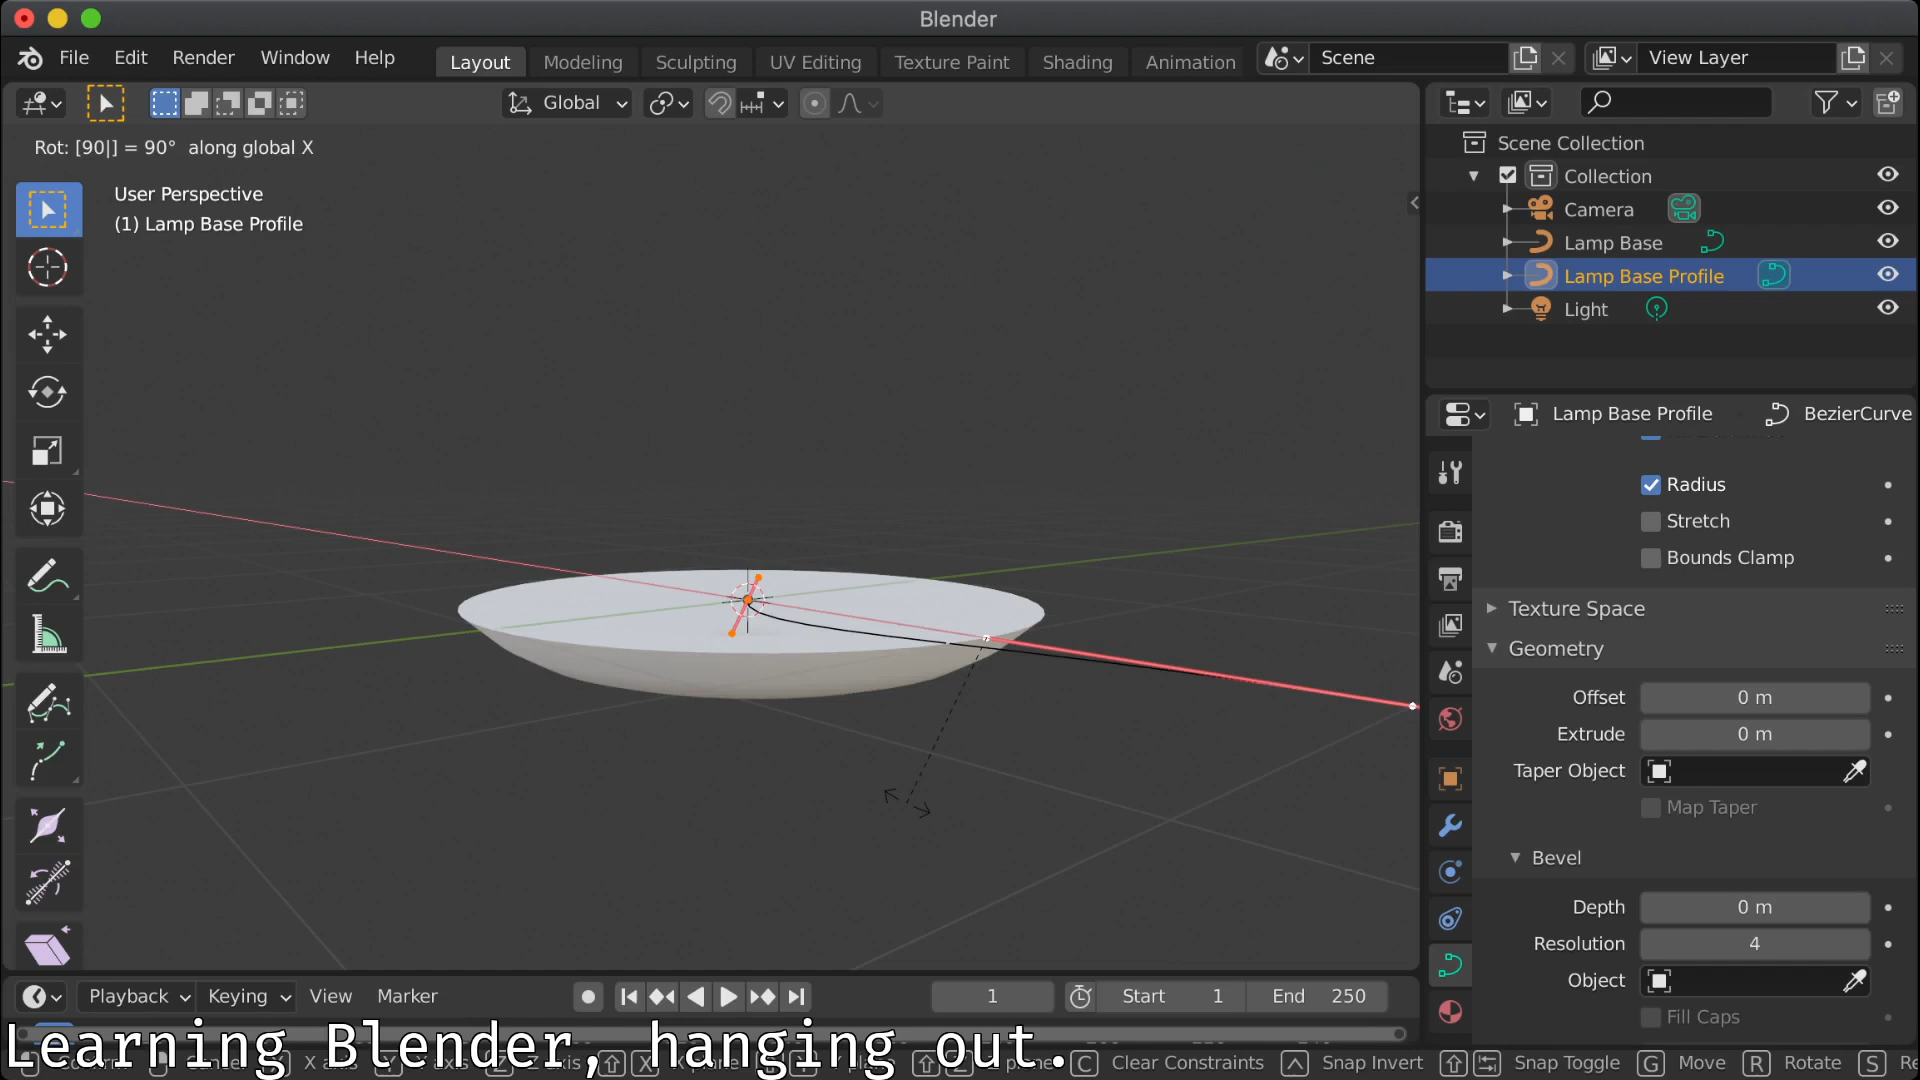 Blender
File Edit Render Window Help Layout Modeling Sculpting UV Editing Texture Paint Shading Animation Scene View Layer
Global
Rot: [90|] = 90° along global X
User Perspective
(1) Lamp Base Profile
Scene Collection
Collection
Camera
Lamp Base
Lamp Base Profile
Light
Lamp Base Profile BezierCurve
Radius
Stretch
Bounds Clamp
Texture Space
Geometry
Offset 0 m
Extrude 0 m
Taper Object
Map Taper
Bevel
Depth 0 m
Resolution 4
Object
Fill Caps
Playback Keying View Marker 1 Start 1 End 250
Learning Blender, hanging out.
C Clear Constraints Snap Invert Snap Toggle G Move R Rotate S